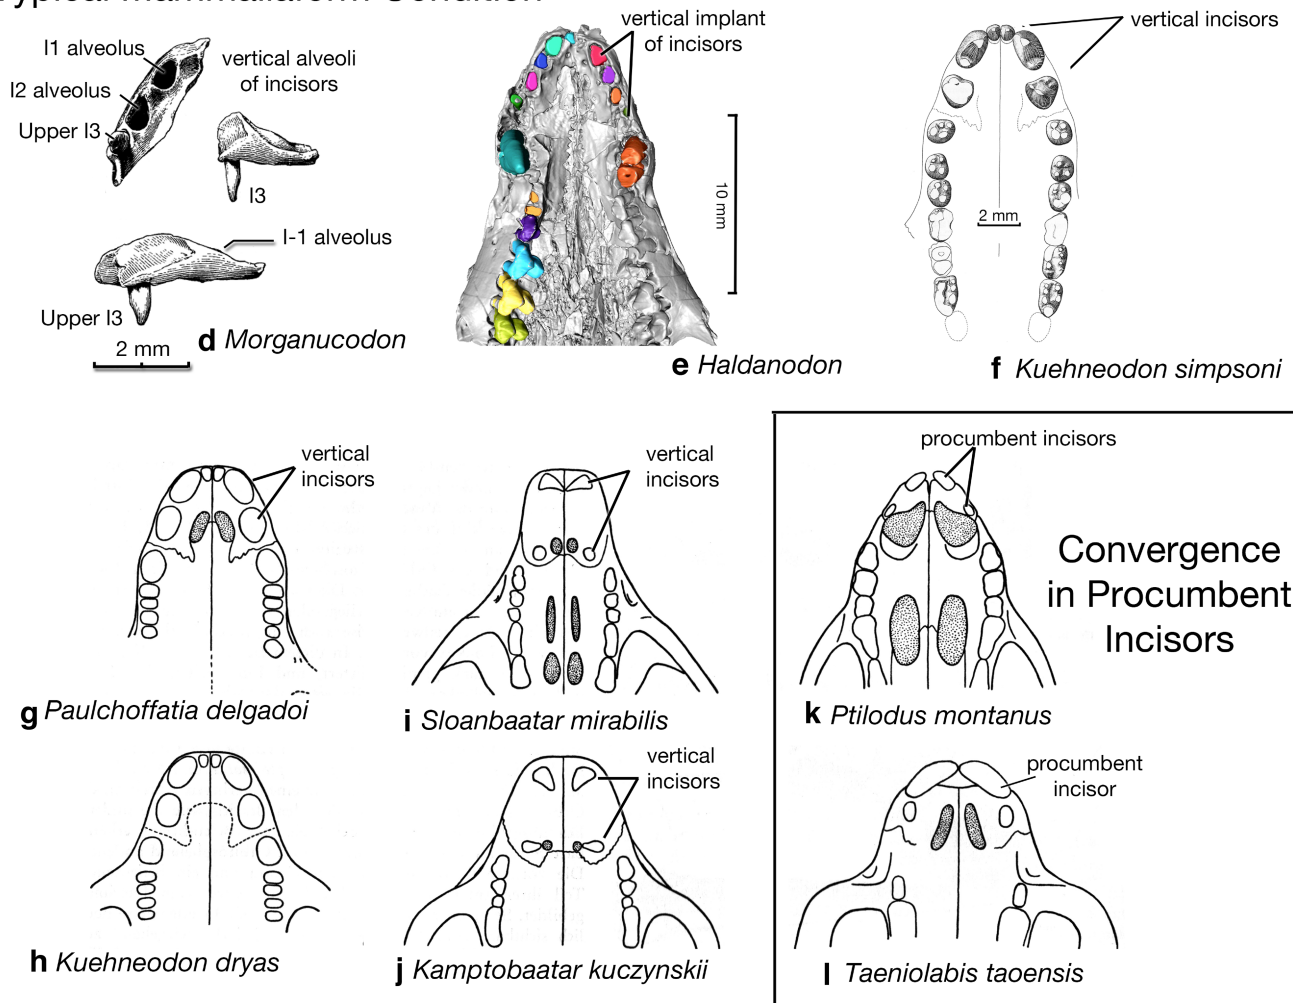 typical mammaliaform Condition
I1 alveolus
I2 alveolus
Upper I3
vertical alveoli
of incisors
I3
I-1 alveolus
Upper I3
2 mm
d Morganucodon
vertical implant
of incisors
10 mm
e Haldanodon
vertical incisors
2 mm
f Kuehneodon simpsoni
vertical
incisors
g Paulchoffatia delgadoi
vertical
incisors
i Sloanbaatar mirabilis
procumbent incisors
k Ptilodus montanus
Convergence
in Procumbent
Incisors
h Kuehneodon dryas
vertical
incisors
j Kamptobaatar kuczynskii
procumbent
incisor
l Taeniolabis taoensis